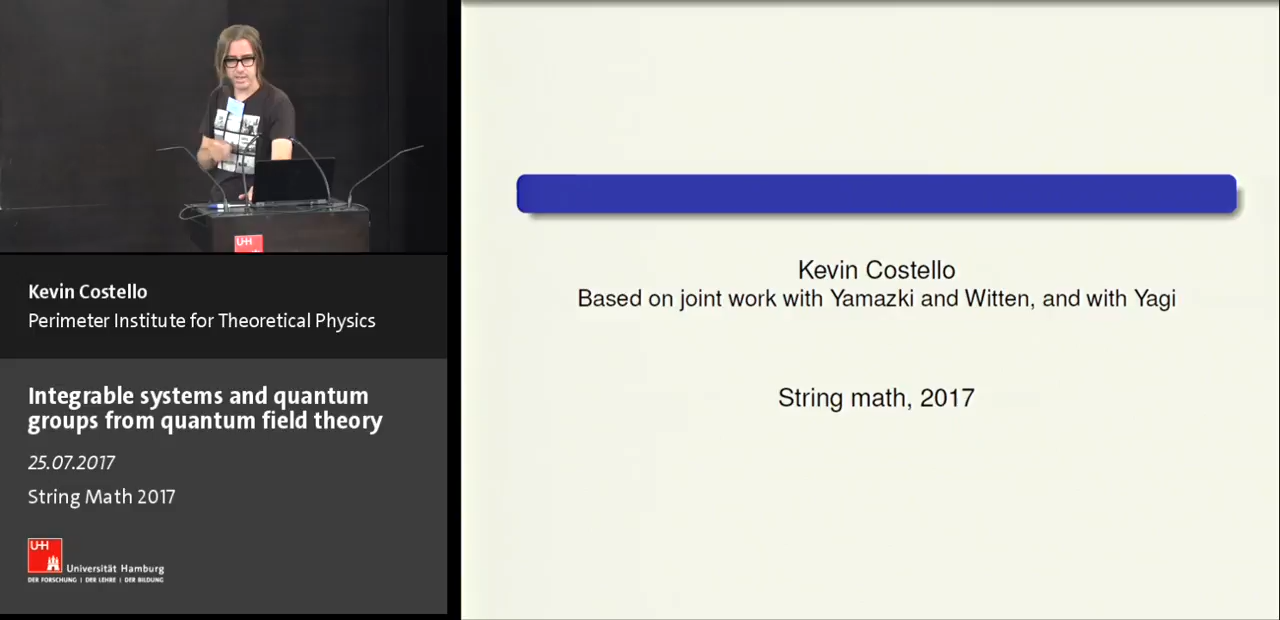 U·H
Kevin Costello
Perimeter Institute for Theoretical Physics
Integrable systems and quantum
groups from quantum field theory
25.07.2017
String Math 2017
UH
Universität Hamburg
DER FORSCHUNG | DER LEHRE | DER BILDUNG
Kevin Costello
Based on joint work with Yamazki and Witten, and with Yagi
String math, 2017